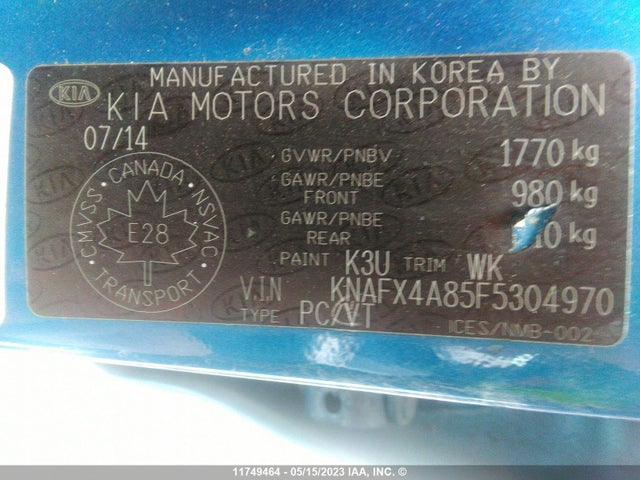 MANUFACTURED IN KOREA BY
KIA KIA MOTORS CORPORATION
07/14
GVWR/PNBV 1770 kg
GAWR/PNBE FRONT 980 kg
GAWR/PNBE REAR 10 kg
CMVSS · CANADA · NSVAC
E28
TRANSPORT
PAINT K3U TRIM WK
V.I.N KNAFX4A85F5304970
TYPE PC/VT
ICES/NMB-002
11749464 - 05/15/2023 IAA, Inc. ©